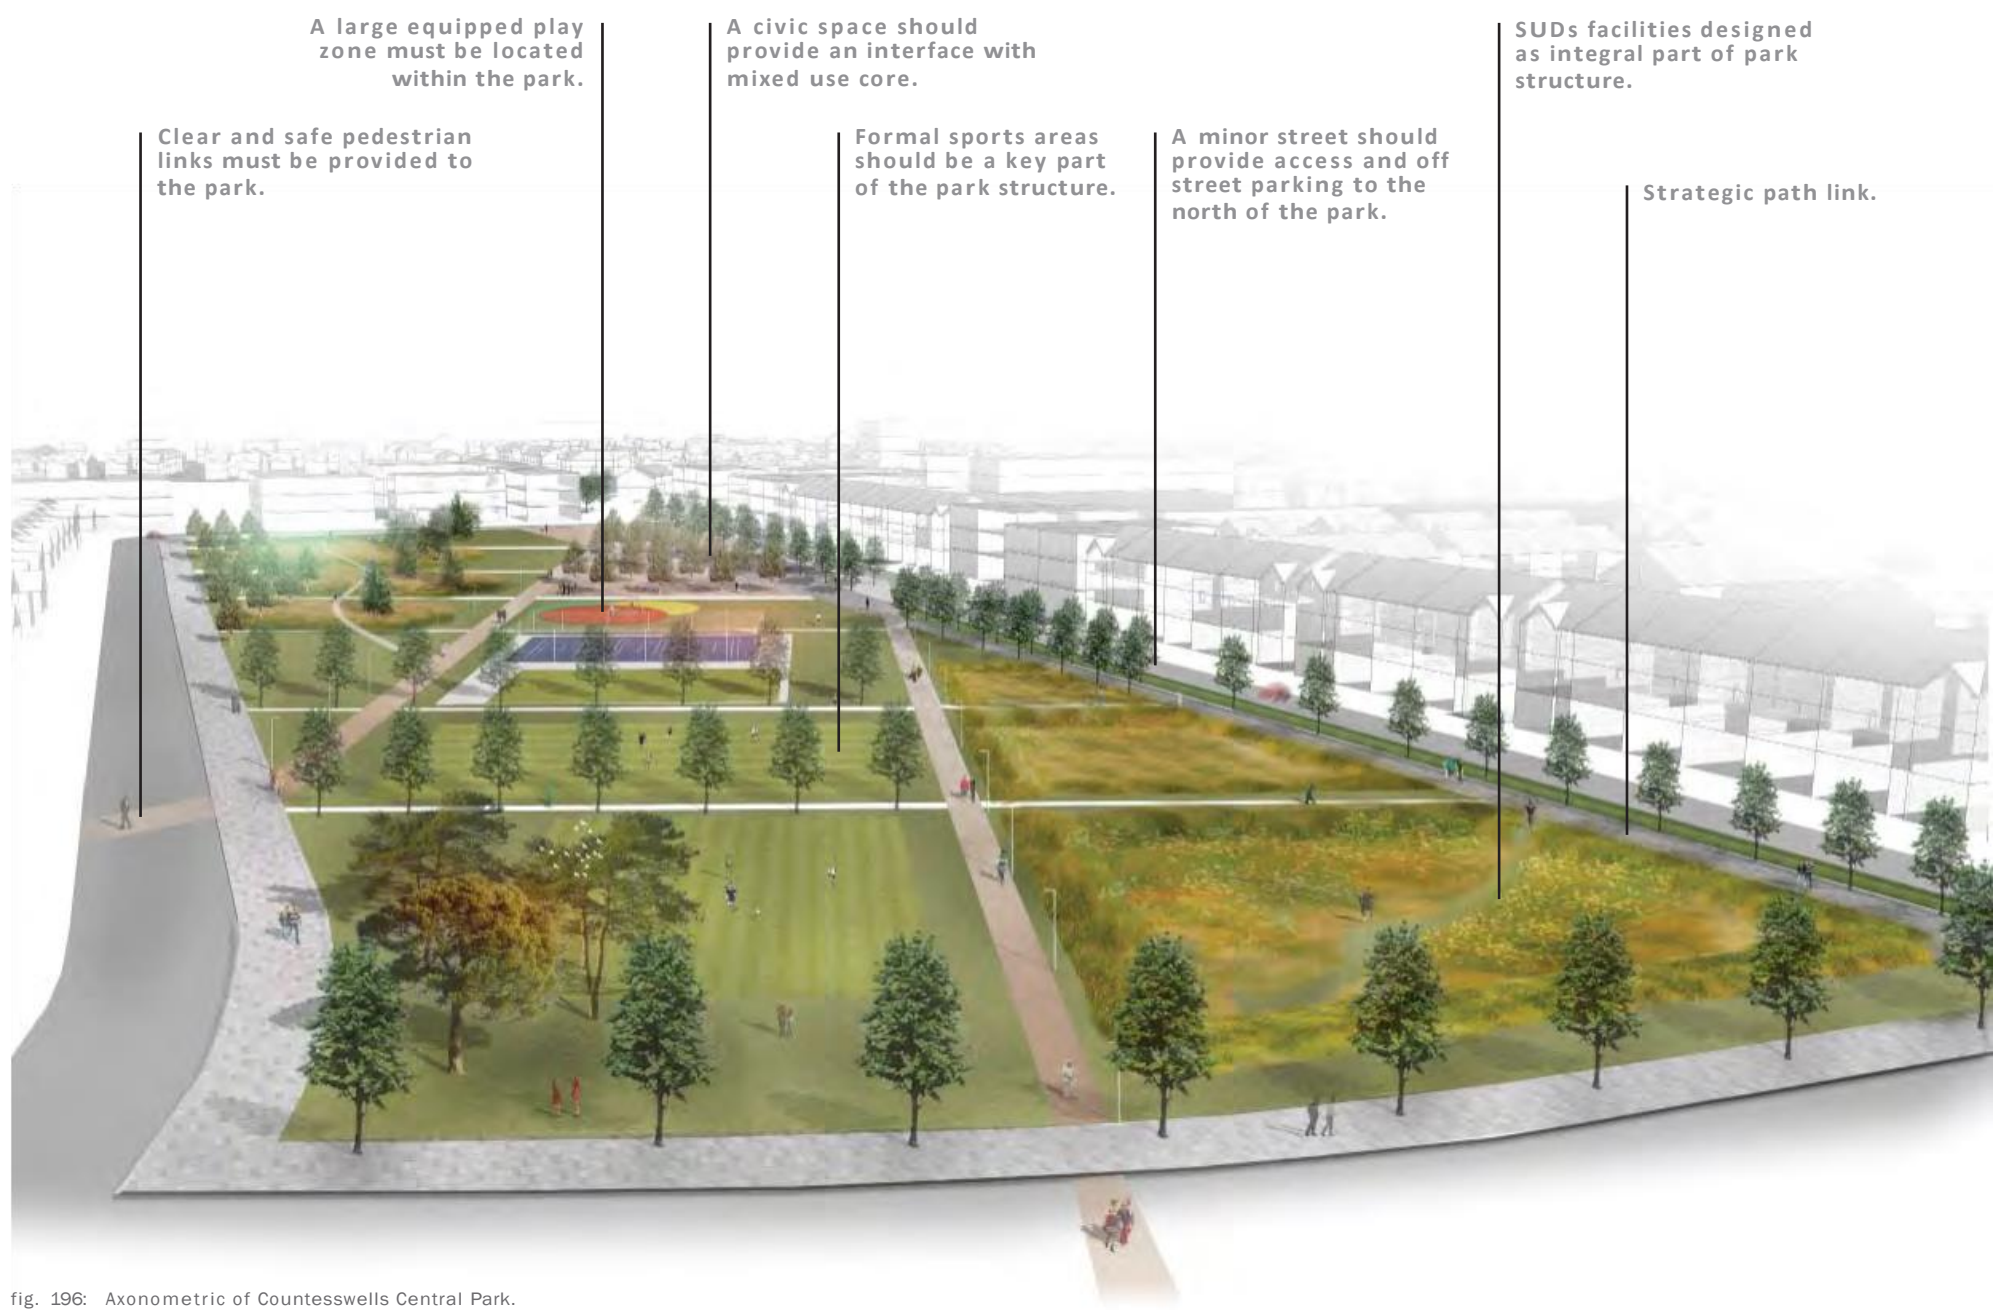 A large equipped play
zone must be located
within the park.
A civic space should
provide an interface with
mixed use core.
SUDs facilities designed
as integral part of park
structure.
Clear and safe pedestrian
links must be provided to
the park.
Formal sports areas
should be a key part
of the park structure.
A minor street should
provide access and off
street parking to the
north of the park.
Strategic path link.
fig. 196: Axonometric of Countesswells Central Park.